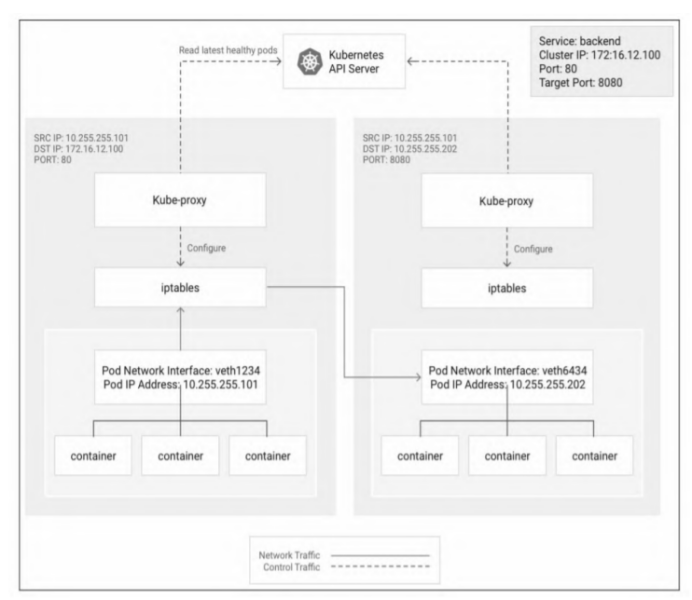 Read latest healthy pods
Kubernetes
API Server
Service: backend
Cluster IP: 172:16.12.100
Port: 80
Target Port: 8080
SRC IP: 10.255.255.101
DST IP: 172.16.12.100
PORT: 80
Kube-proxy
Configure
iptables
Pod Network Interface: veth1234
Pod IP Address: 10.255.255.101
container
container
container
SRC IP: 10.255.255.101
DST IP: 10.255.255.202
PORT: 8080
Kube-proxy
Configure
iptables
Pod Network Interface: veth6434
Pod IP Address: 10.255.255.202
container
container
container
Network Traffic
Control Traffic